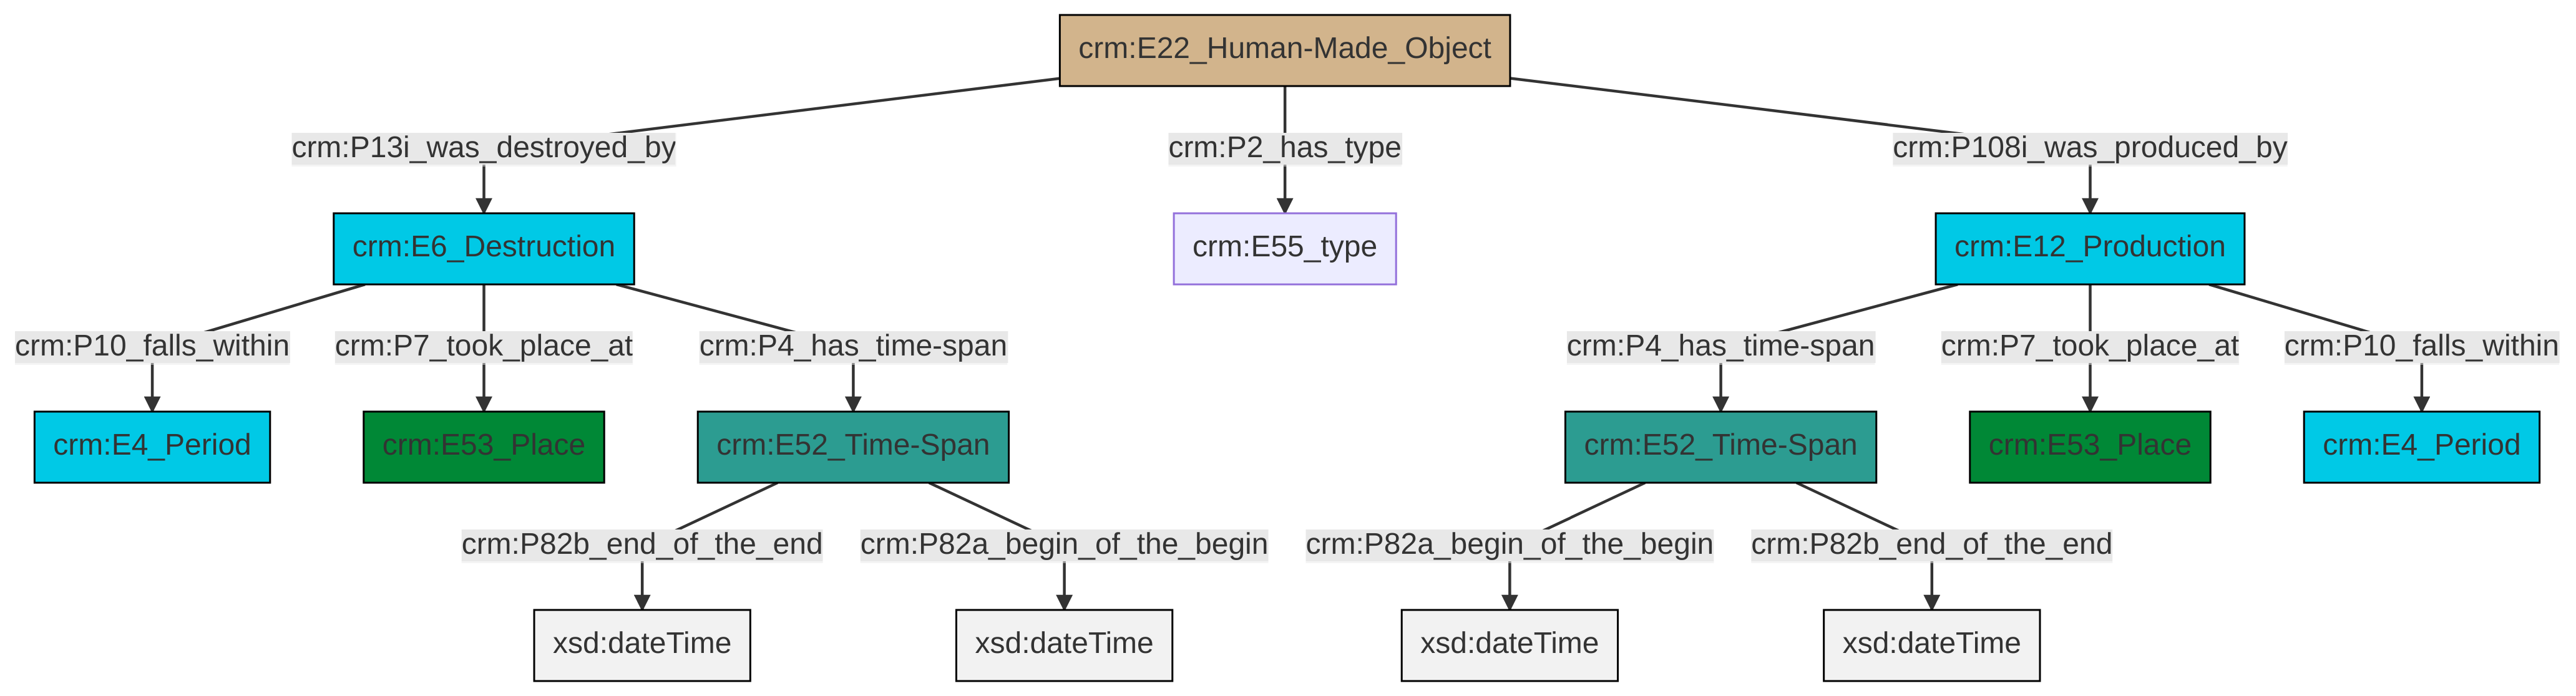 crm:E22_Human-Made_Object
crm:P13i_was_destroyed_by
crm:P2_has_type
crm:P108i_was_produced_by
crm:E6_Destruction
crm:E55_type
crm:E12_Production
crm:P10_falls_within
crm:P7_took_place_at
crm:P4_has_time-span
crm:P4_has_time-span
crm:P7_took_place_at
crm:P10_falls_within
crm:E4_Period
crm:E53_Place
crm:E52_Time-Span
crm:E52_Time-Span
crm:E53_Place
crm:E4_Period
crm:P82b_end_of_the_end
crm:P82a_begin_of_the_begin
crm:P82a_begin_of_the_begin
crm:P82b_end_of_the_end
xsd:dateTime
xsd:dateTime
xsd:dateTime
xsd:dateTime